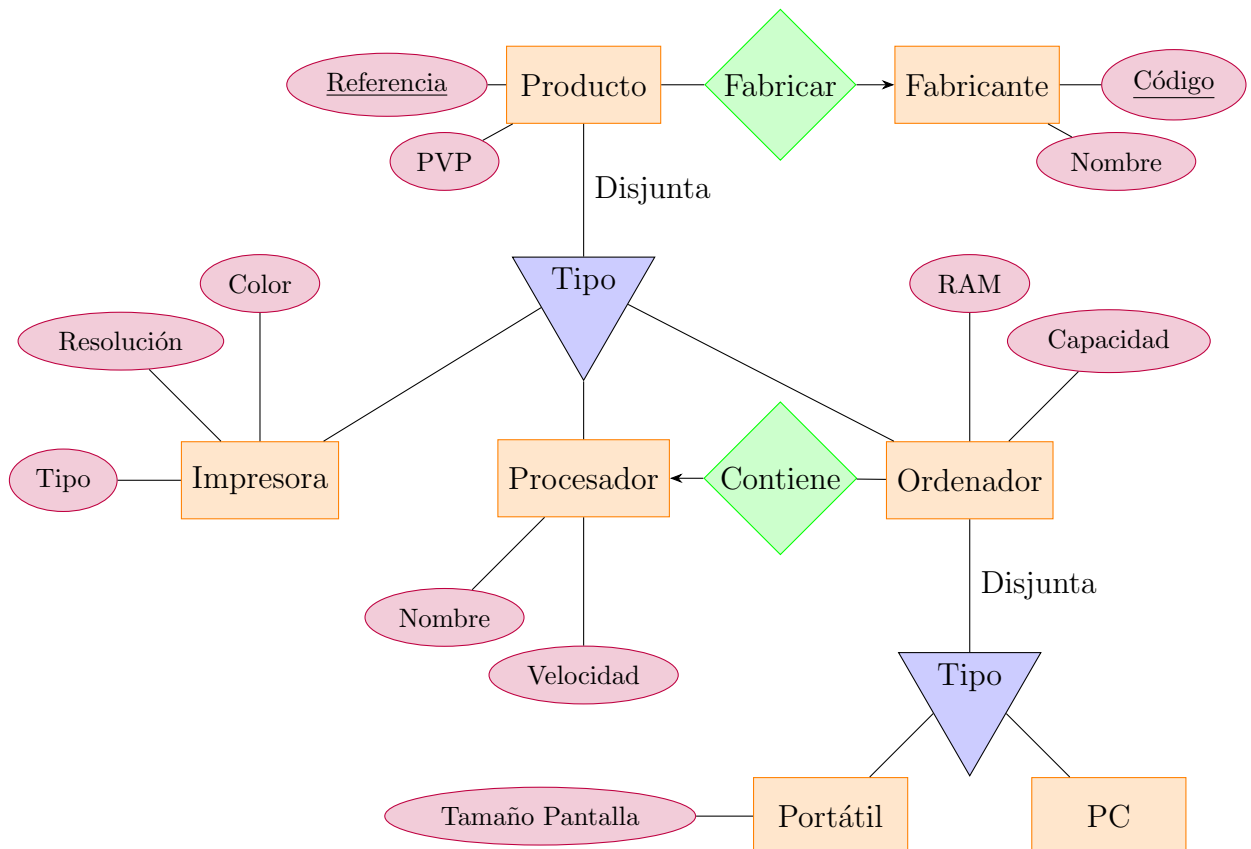 Referencia
Producto
Fabricar
Fabricante
Código
PVP
Nombre
Disjunta
Tipo
Color
RAM
Resolución
Capacidad
Tipo
Impresora
Procesador
Contiene
Ordenador
Disjunta
Nombre
Velocidad
Tipo
Tamaño Pantalla
Portátil
PC